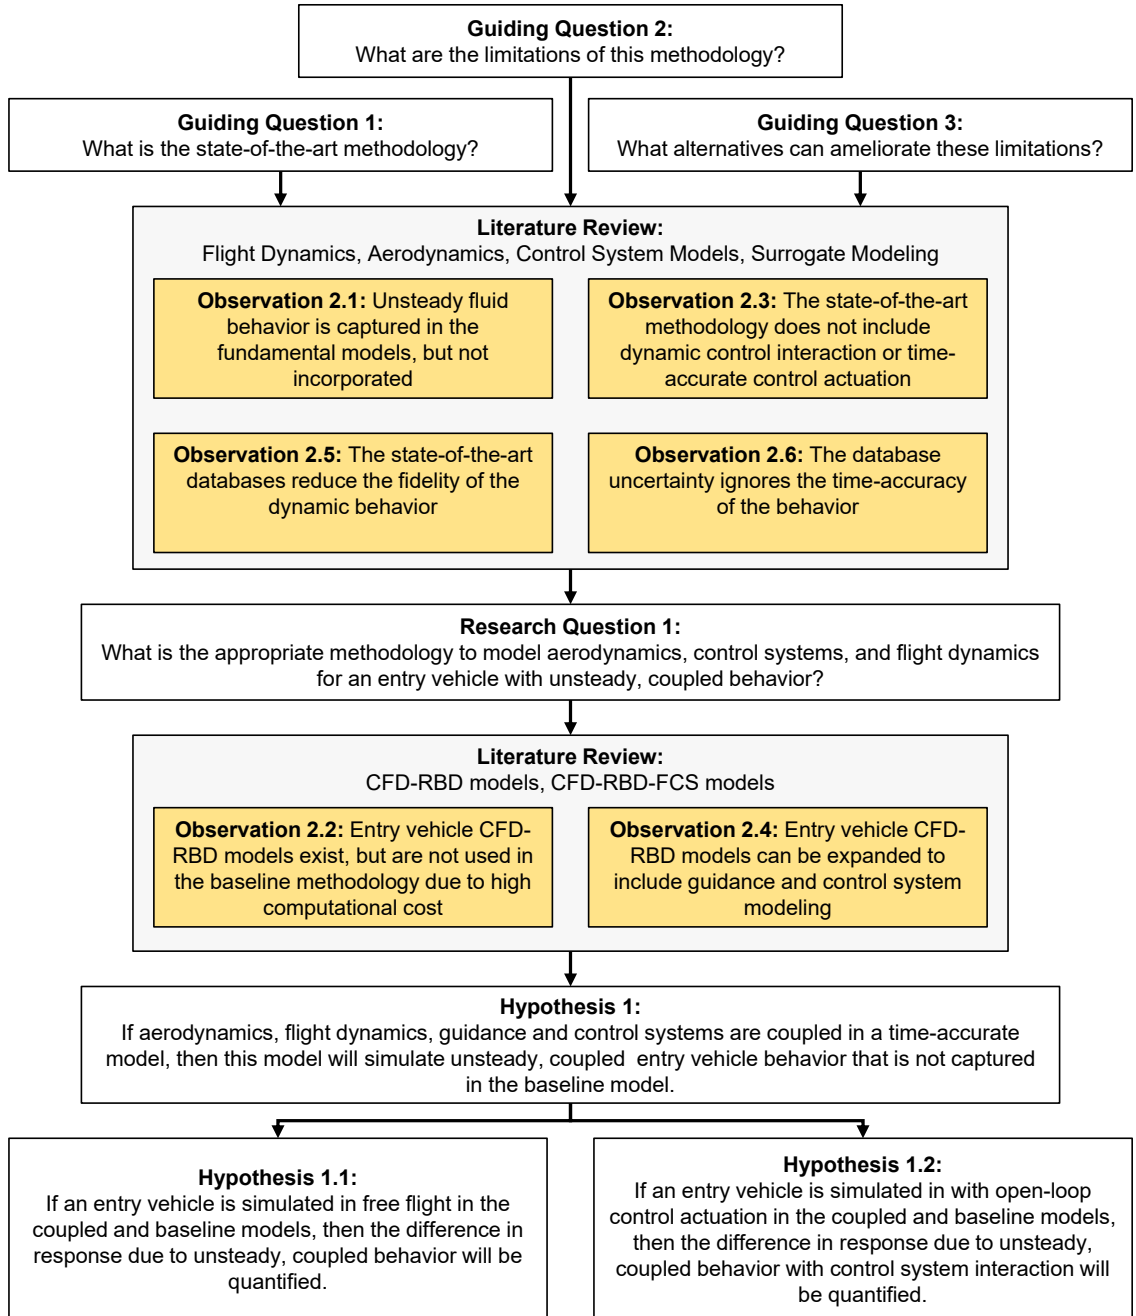 Guiding Question 2:
What are the limitations of this methodology?
Guiding Question 1:
What is the state-of-the-art methodology?
Guiding Question 3:
What alternatives can ameliorate these limitations?
Literature Review:
Flight Dynamics, Aerodynamics, Control System Models, Surrogate Modeling
Observation 2.1: Unsteady fluid
behavior is captured in the
fundamental models, but not
incorporated
Observation 2.3: The state-of-the-art
methodology does not include
dynamic control interaction or time-
accurate control actuation
Observation 2.5: The state-of-the-art
databases reduce the fidelity of the
dynamic behavior
Observation 2.6: The database
uncertainty ignores the time-accuracy
of the behavior
Research Question 1:
What is the appropriate methodology to model aerodynamics, control systems, and flight dynamics
for an entry vehicle with unsteady, coupled behavior?
Literature Review:
CFD-RBD models, CFD-RBD-FCS models
Observation 2.2: Entry vehicle CFD-
RBD models exist, but are not used in
the baseline methodology due to high
computational cost
Observation 2.4: Entry vehicle CFD-
RBD models can be expanded to
include guidance and control system
modeling
Hypothesis 1:
If aerodynamics, flight dynamics, guidance and control systems are coupled in a time-accurate
model, then this model will simulate unsteady, coupled entry vehicle behavior that is not captured
in the baseline model.
Hypothesis 1.1:
If an entry vehicle is simulated in free flight in
the coupled and baseline models, then the difference in
response due to unsteady, coupled behavior will be
quantified.
Hypothesis 1.2:
If an entry vehicle is simulated in with open-loop
control actuation in the coupled and baseline models,
then the difference in response due to unsteady,
coupled behavior with control system interaction will
be quantified.